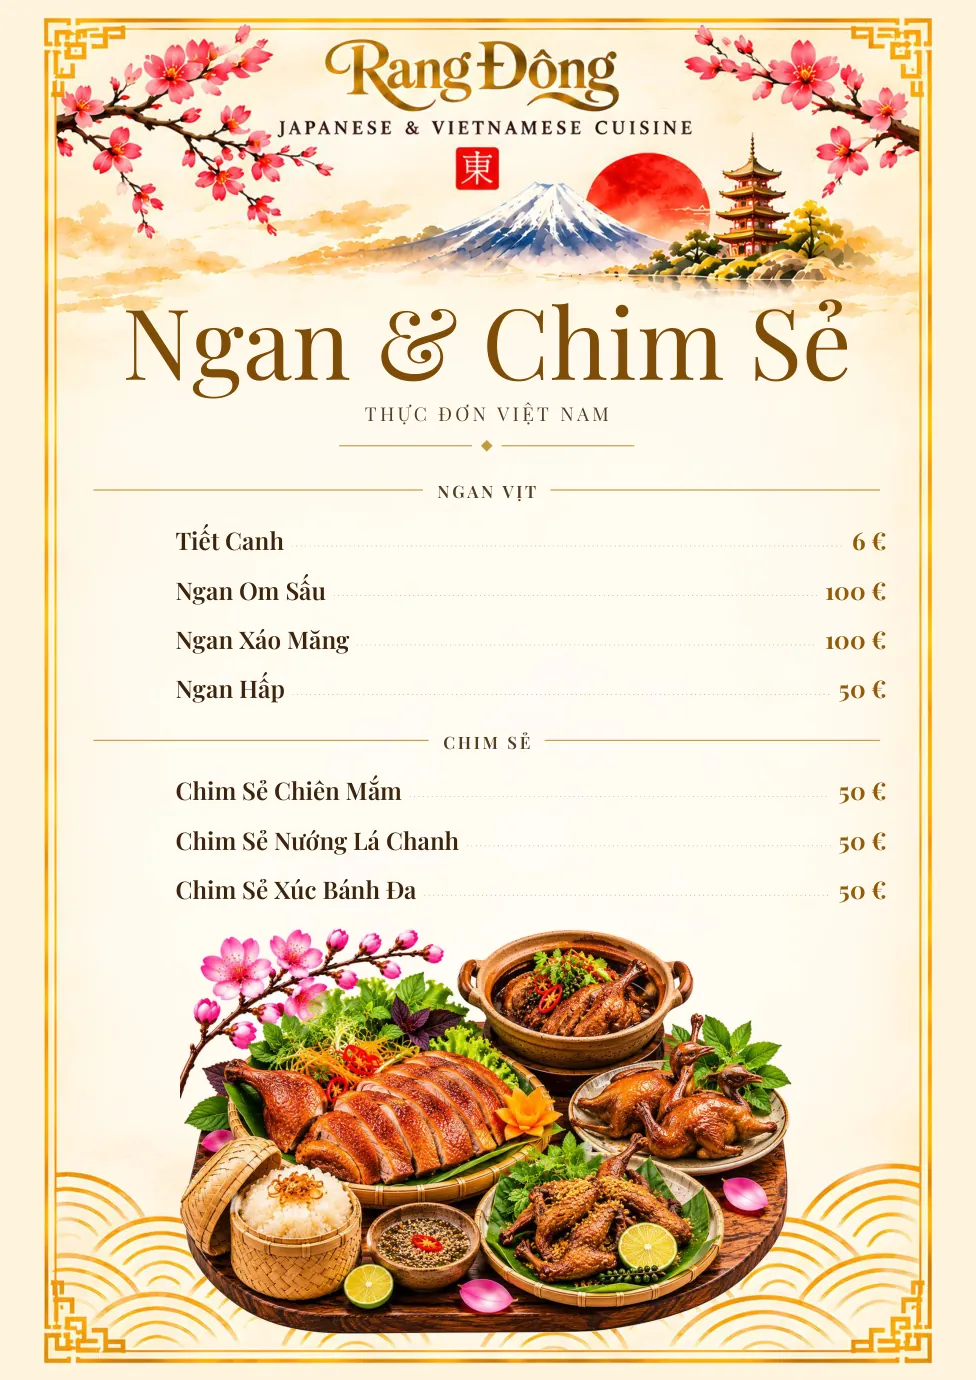 Rạng Đông
JAPANESE & VIETNAMESE CUISINE
東
Ngan & Chim Sẻ
THỰC ĐƠN VIỆT NAM
NGAN VỊT
Tiết Canh 6 €
Ngan Om Sấu 100 €
Ngan Xáo Măng 100 €
Ngan Hấp 50 €
CHIM SẺ
Chim Sẻ Chiên Mắm 50 €
Chim Sẻ Nướng Lá Chanh 50 €
Chim Sẻ Xúc Bánh Đa 50 €